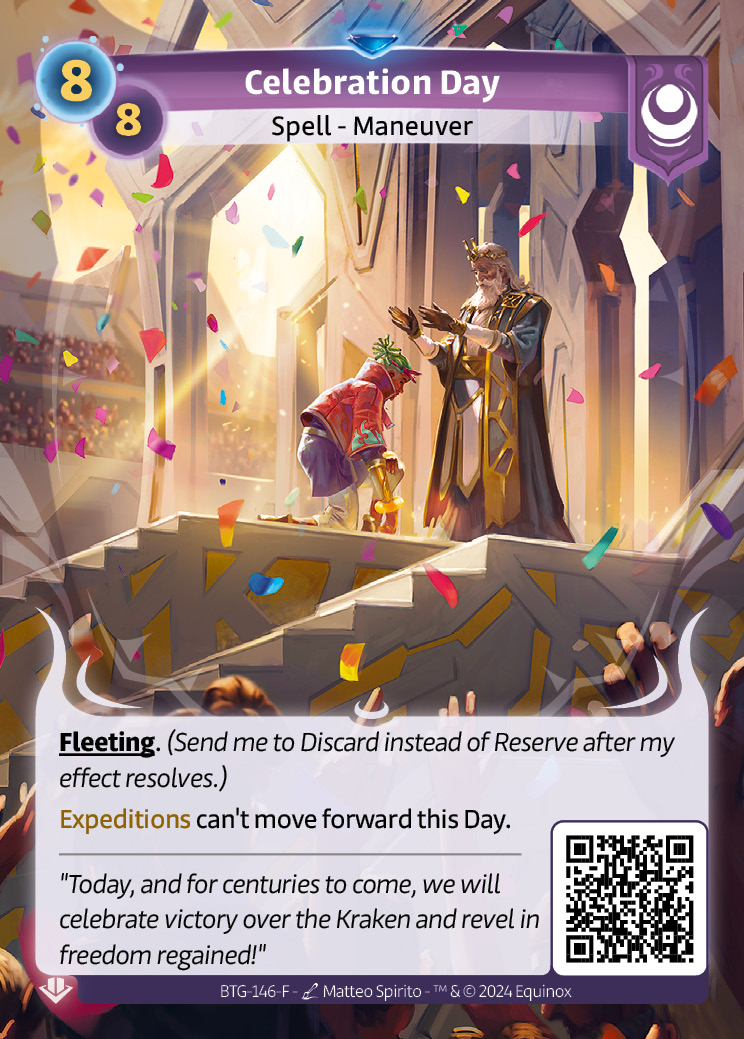 8
Celebration Day
8
Spell - Maneuver
Fleeting. (Send me to Discard instead of Reserve after my
effect resolves.)
Expeditions can't move forward this Day.
"Today, and for centuries to come, we will
celebrate victory over the Kraken and revel in
freedom regained!"
BTG-146-F - Matteo Spirito - ™ & © 2024 Equinox